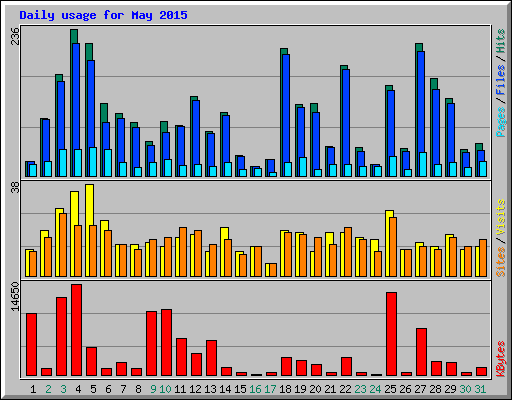 Daily usage for May 2015
236
Pages / Files / Hits
38
Sites / Visits
14650
KBytes
1 2 3 4 5 6 7 8 9 10 11 12 13 14 15 16 17 18 19 20 21 22 23 24 25 26 27 28 29 30 31